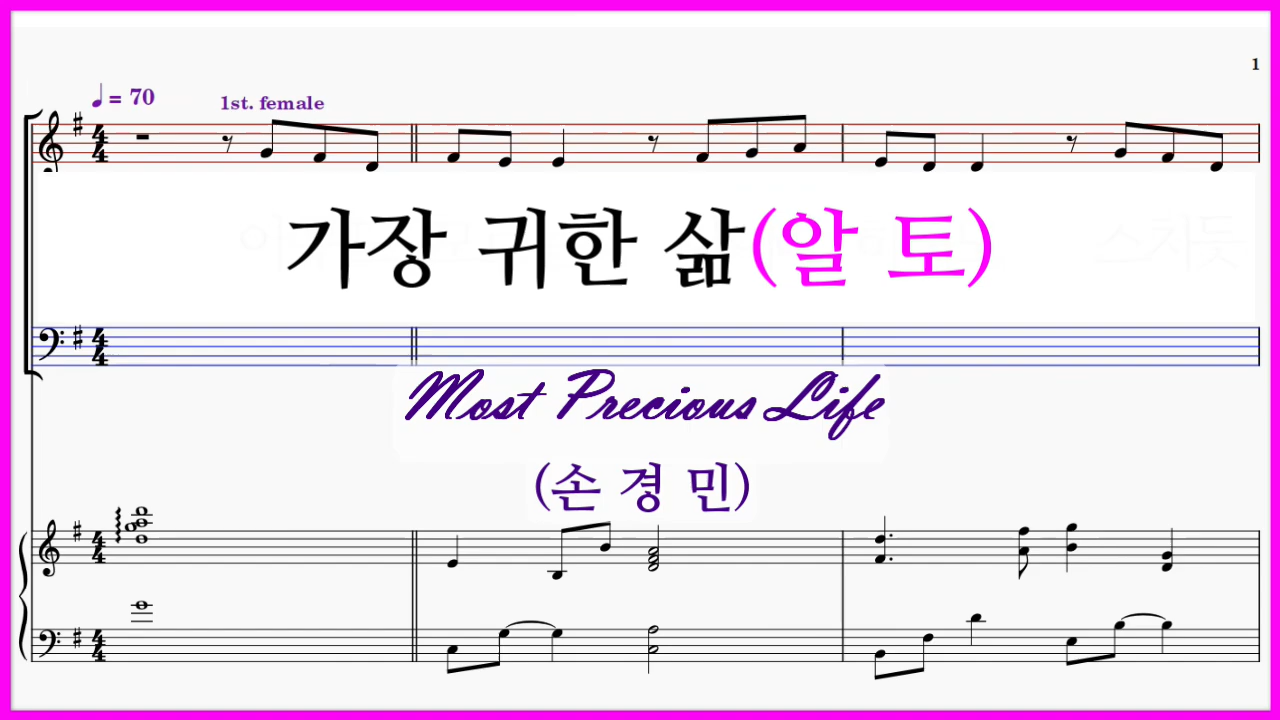 1
= 70
1st. female
가장 귀한 삶(알 토)
Most Precious Life
(손 경 민)